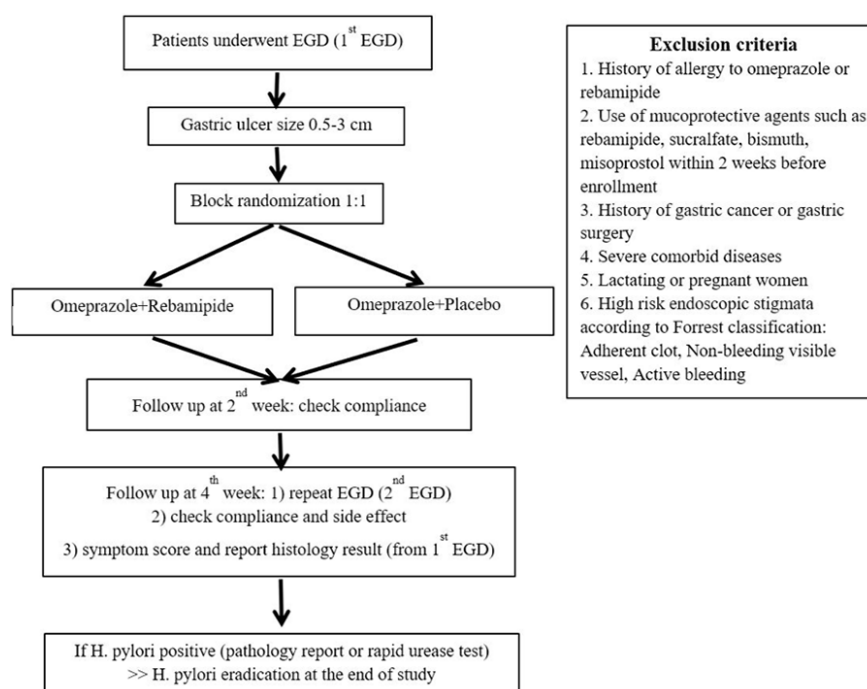 Patients underwent EGD (1st EGD)
Gastric ulcer size 0.5-3 cm
Block randomization 1:1
Omeprazole+Rebamipide
Omeprazole+Placebo
Follow up at 2nd week: check compliance
Follow up at 4th week: 1) repeat EGD (2nd EGD)
2) check compliance and side effect
3) symptom score and report histology result (from 1st EGD)
If H. pylori positive (pathology report or rapid urease test)
>> H. pylori eradication at the end of study
Exclusion criteria
1. History of allergy to omeprazole or
rebamipide
2. Use of mucoprotective agents such as
rebamipide, sucralfate, bismuth,
misoprostol within 2 weeks before
enrollment
3. History of gastric cancer or gastric
surgery
4. Severe comorbid diseases
5. Lactating or pregnant women
6. High risk endoscopic stigmata
according to Forrest classification:
Adherent clot, Non-bleeding visible
vessel, Active bleeding